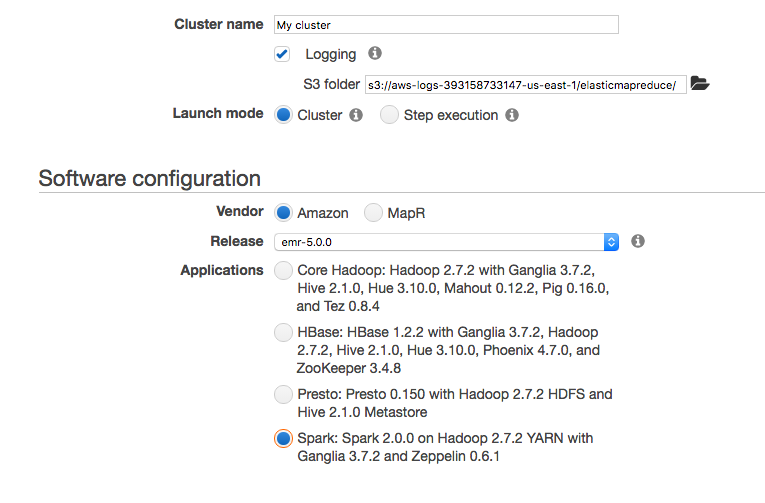 Cluster name My cluster
Logging
S3 folder s3://aws-logs-393158733147-us-east-1/elasticmapreduce/
Launch mode Cluster Step execution
Software configuration
Vendor Amazon MapR
Release emr-5.0.0
Applications Core Hadoop: Hadoop 2.7.2 with Ganglia 3.7.2,
Hive 2.1.0, Hue 3.10.0, Mahout 0.12.2, Pig 0.16.0,
and Tez 0.8.4
HBase: HBase 1.2.2 with Ganglia 3.7.2, Hadoop
2.7.2, Hive 2.1.0, Hue 3.10.0, Phoenix 4.7.0, and
ZooKeeper 3.4.8
Presto: Presto 0.150 with Hadoop 2.7.2 HDFS and
Hive 2.1.0 Metastore
Spark: Spark 2.0.0 on Hadoop 2.7.2 YARN with
Ganglia 3.7.2 and Zeppelin 0.6.1